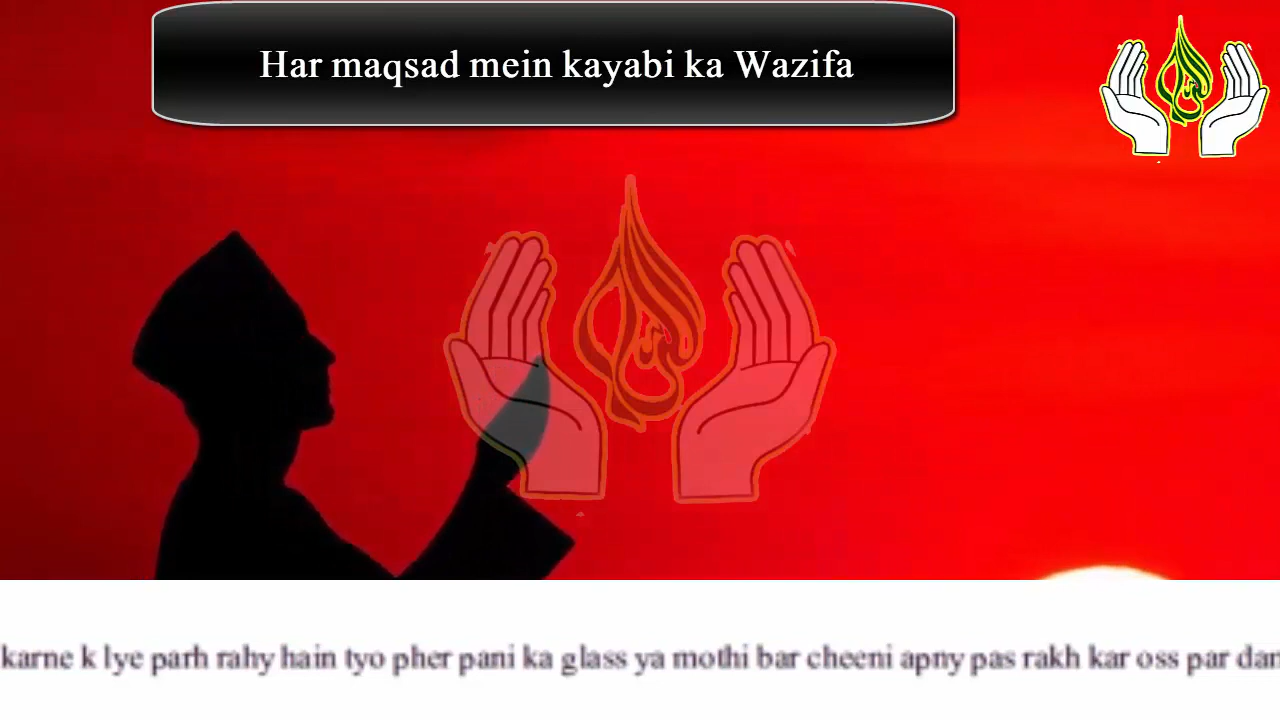 Har maqsad mein kayabi ka Wazifa
karne k lye parh rahy hain tyo pher pani ka glass ya mothi bar cheeni apny pas rakh kar oss par dam